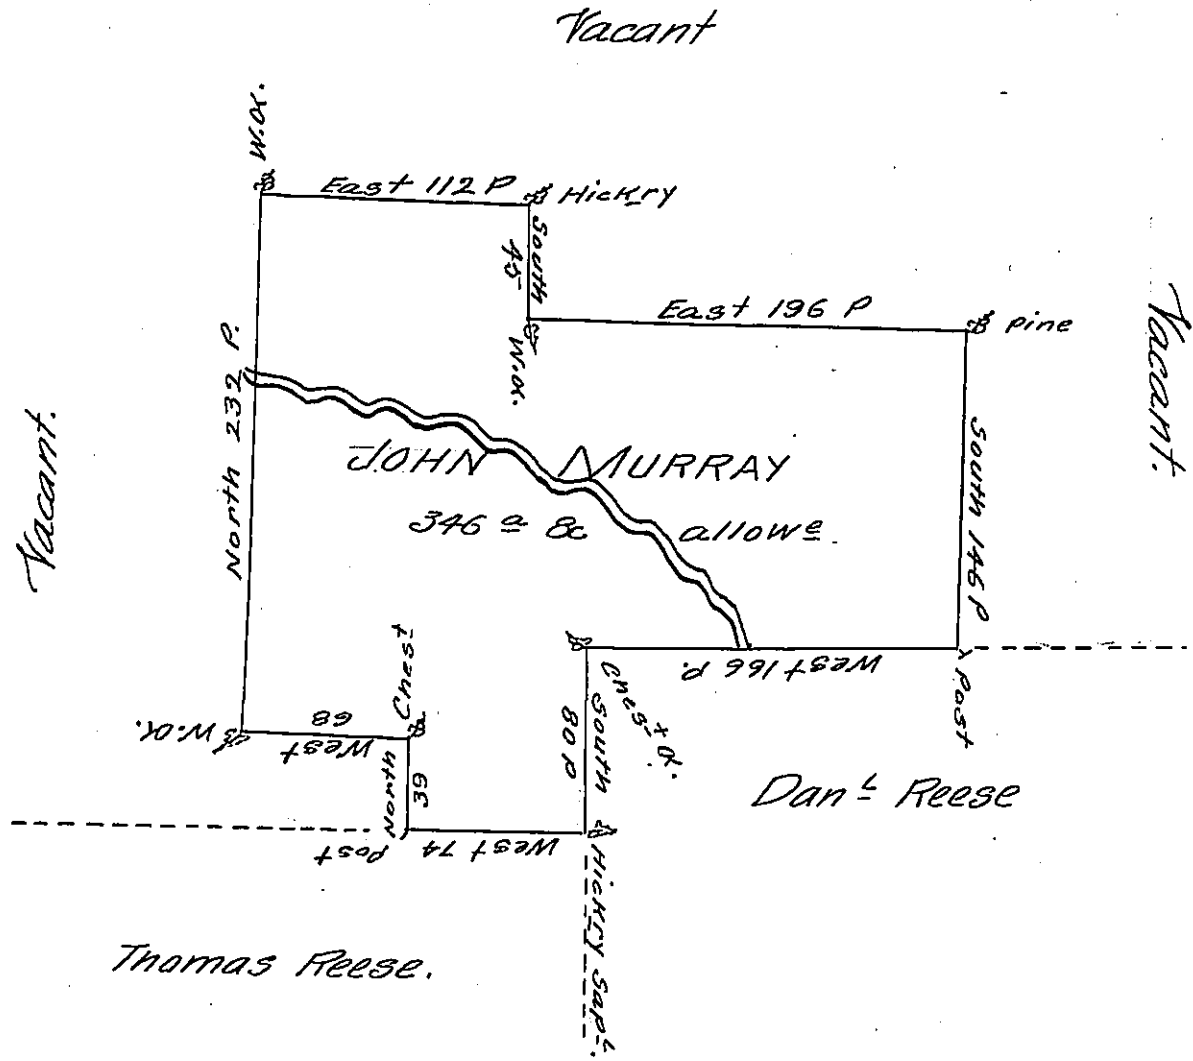 Vacant
W.O.
East 112 P
Hickry
South
45
W.O.
East 196 P
Pine
Vacant.
North 232 P.
Vacant.
JOHN MURRAY
346 a &c allowe.
South 146 P
West 166 P.
Post
Chest O.
South
80 P
Chest
W.O.
West
68
North
39
Post
West 74
Hickry Sapl.
Danl Reese
Thomas Reese.